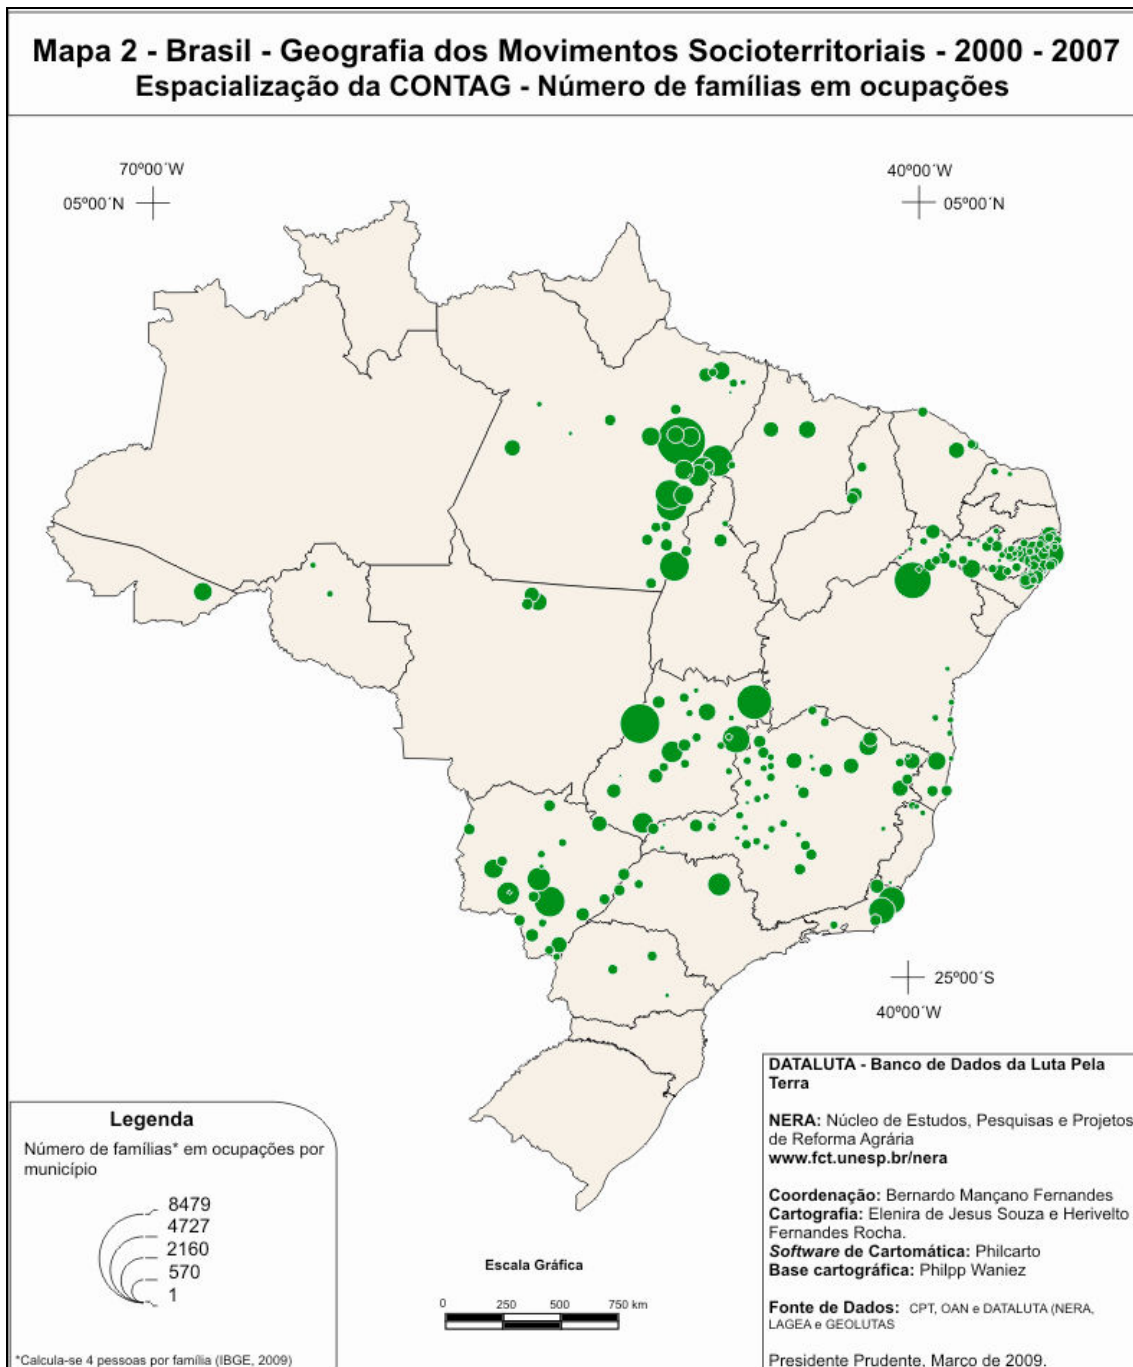 Mapa 2 - Brasil - Geografia dos Movimentos Socioterritoriais - 2000 - 2007
Espacialização da CONTAG - Número de famílias em ocupações
70º00´W
05º00´N
40º00´W
05º00´N
25º00´S
40º00´W
Legenda
Número de famílias* em ocupações por
município
8479
4727
2160
570
1
*Calcula-se 4 pessoas por família (IBGE, 2009)
Escala Gráfica
0 250 500 750 km
DATALUTA - Banco de Dados da Luta Pela
Terra
NERA: Núcleo de Estudos, Pesquisas e Projetos
de Reforma Agrária
www.fct.unesp.br/nera
Coordenação: Bernardo Mançano Fernandes
Cartografia: Elenira de Jesus Souza e Herivelto
Fernandes Rocha.
Software de Cartomática: Philcarto
Base cartográfica: Philpp Waniez
Fonte de Dados: CPT, OAN e DATALUTA (NERA,
LAGEA e GEOLUTAS
Presidente Prudente, Março de 2009.